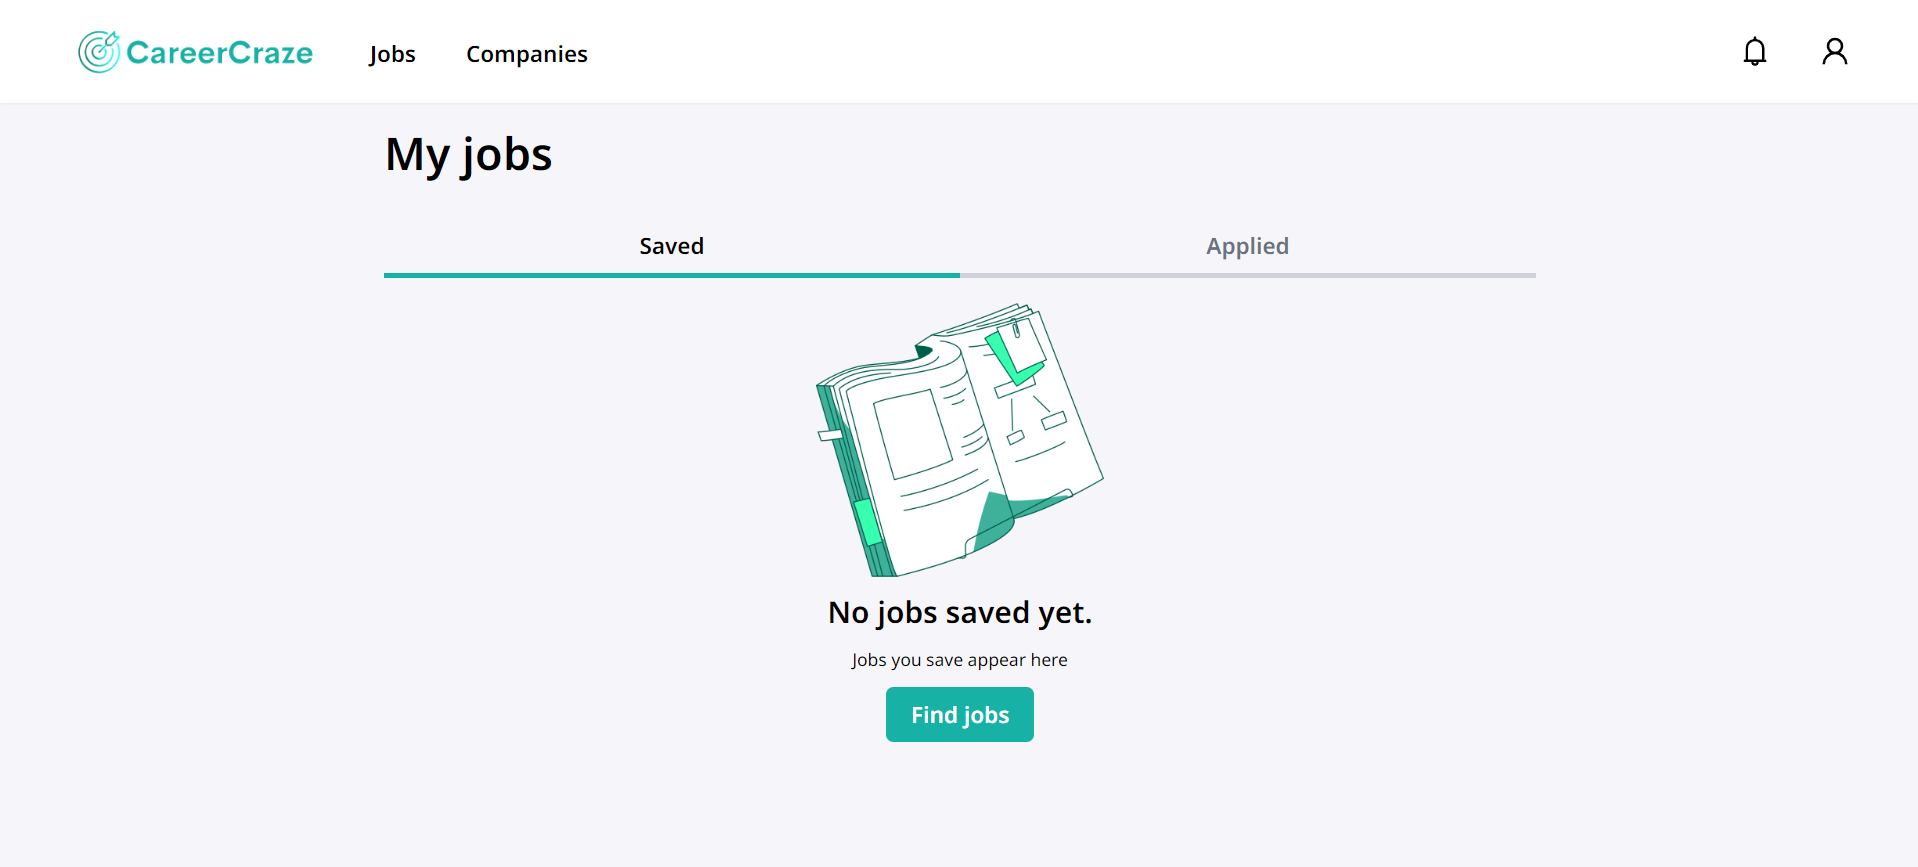 CareerCraze
Jobs
Companies
My jobs
Saved
Applied
No jobs saved yet.
Jobs you save appear here
Find jobs